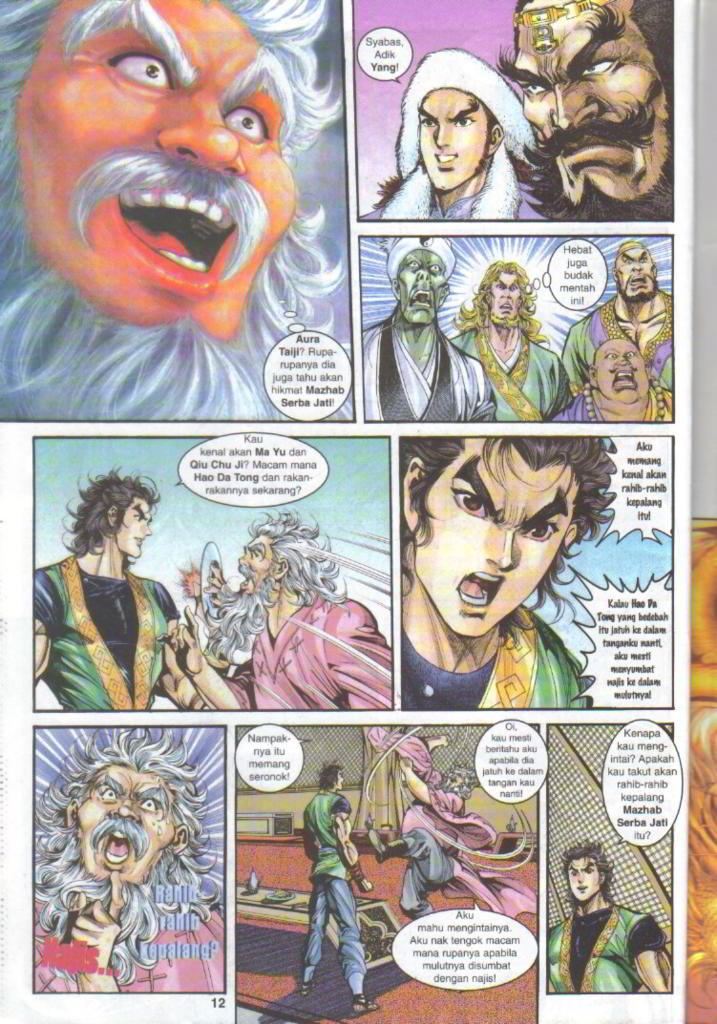 Aura
Taiji? Rupa-
rupanya dia
juga tahu akan
hikmat Mazhab
Serba Jati!
Syabas,
Adik
Yang!
Hebat
juga
budak
mentah
ini!
Kau
kenal akan Ma Yu dan
Qiu Chu Ji? Macam mana
Hao Da Tong dan rakan-
rakannya sekarang?
Aku
memang
kenal akan
rahib-rahib
kepalang
itu!
Kalau Hao Da
Tong yang bedebah
itu jatuh ke dalam
tanganku nanti,
aku mesti
menyumbat
najis ke dalam
mulutnya!
Rahib-
rahib
kepalang?
Nampak-
nya itu
memang
seronok!
Oi,
kau mesti
beritahu aku
apabila dia
jatuh ke dalam
tangan kau
nanti!
Aku
mahu mengintainya.
Aku nak tengok macam
mana rupanya apabila
mulutnya disumbat
dengan najis!
Kenapa
kau meng-
intai? Apakah
kau takut akan
rahib-rahib
kepalang
Mazhab
Serba Jati
itu?
12